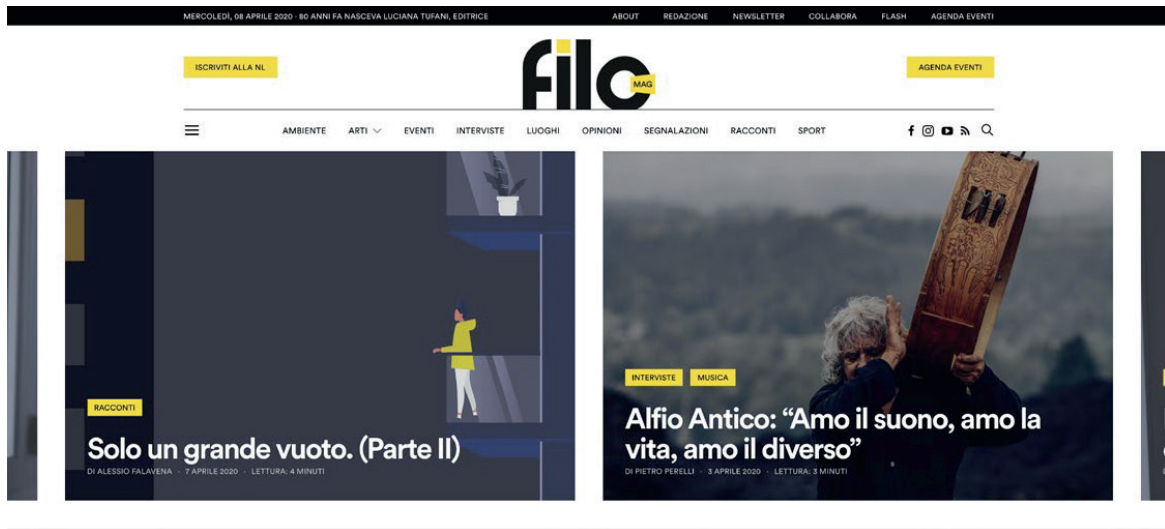 MERCOLEDÌ, 08 APRILE 2020 · 80 ANNI FA NASCEVA LUCIANA TUFANI, EDITRICE
ABOUT REDAZIONE NEWSLETTER COLLABORA FLASH AGENDA EVENTI
ISCRIVITI ALLA NL
filo
MAG
AGENDA EVENTI
AMBIENTE ARTI EVENTI INTERVISTE LUOGHI OPINIONI SEGNALAZIONI RACCONTI SPORT
RACCONTI
Solo un grande vuoto. (Parte II)
DI ALESSIO FALAVENA · 7 APRILE 2020 · LETTURA: 4 MINUTI
INTERVISTE MUSICA
Alfio Antico: “Amo il suono, amo la
vita, amo il diverso”
DI PIETRO PERELLI · 3 APRILE 2020 · LETTURA: 3 MINUTI